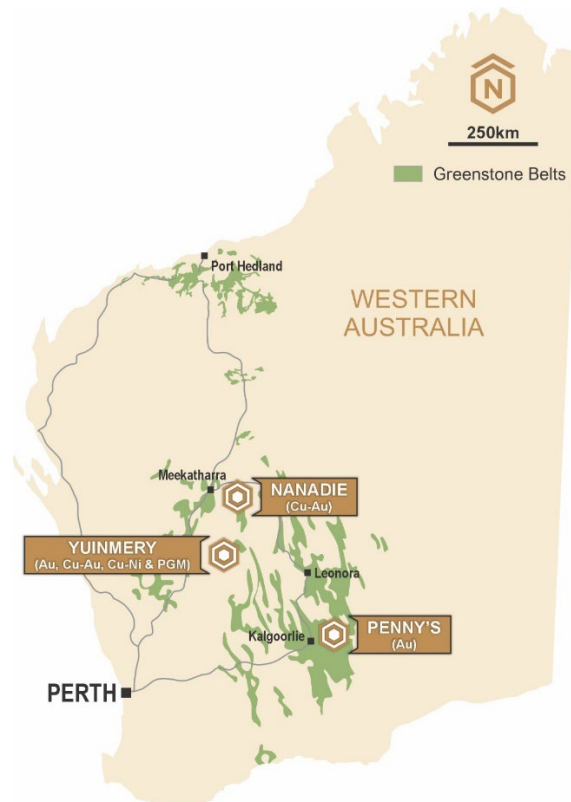 N
250km
Greenstone Belts
Port Hedland
WESTERN
AUSTRALIA
Meekatharra
NANADIE
(Cu-Au)
YUINMERY
(Au, Cu-Au, Cu-Ni & PGM)
Leonora
Kalgoorlie
PENNY'S
(Au)
PERTH